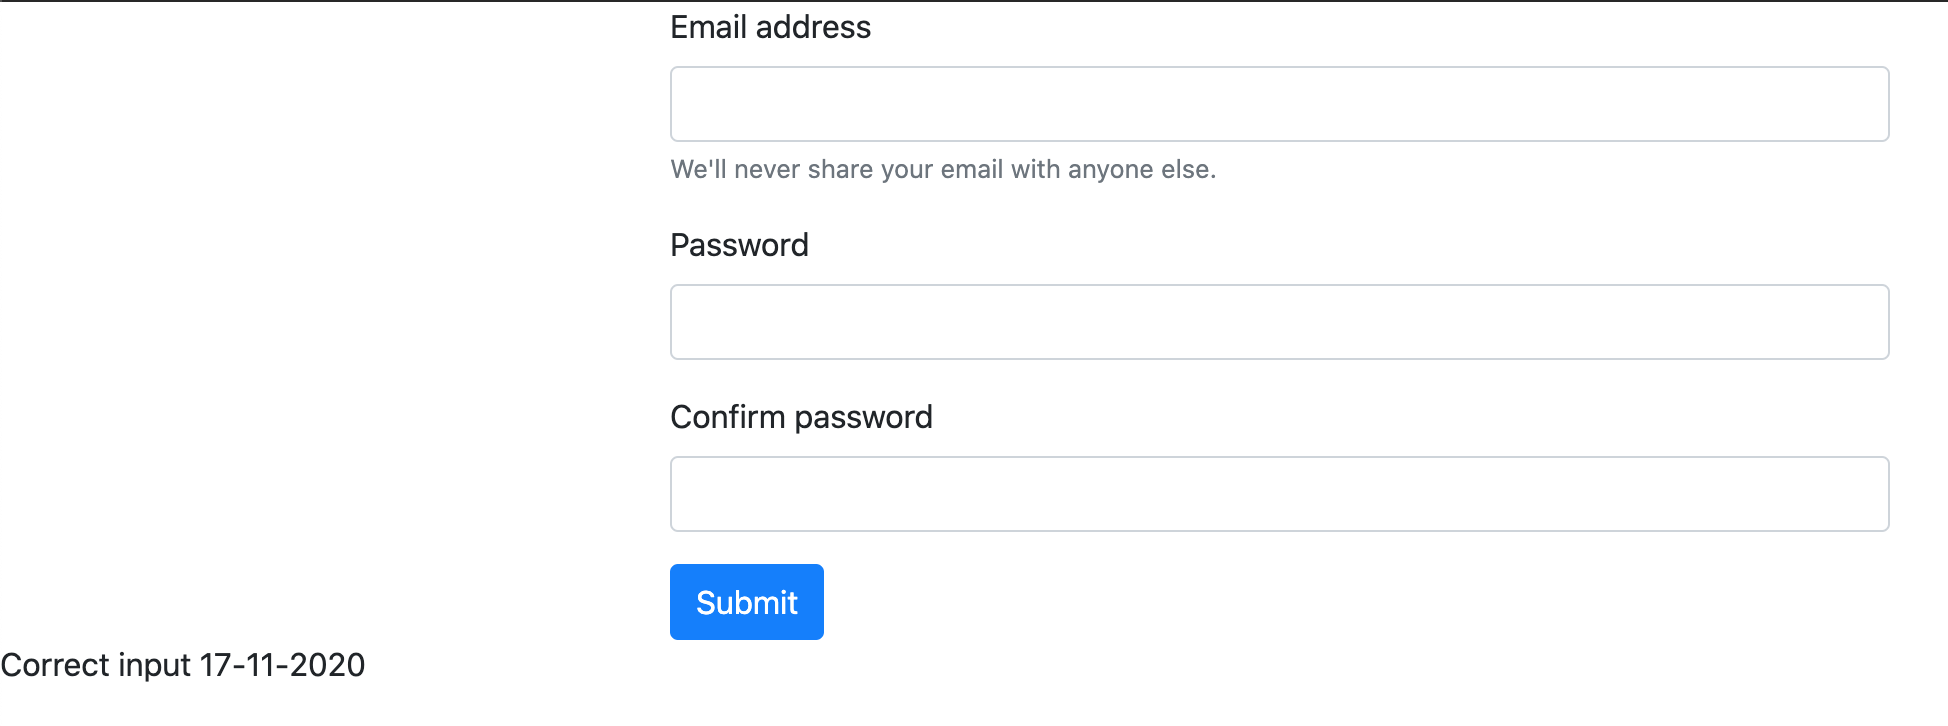 Email address
We'll never share your email with anyone else.
Password
Confirm password
Submit
Correct input 17-11-2020